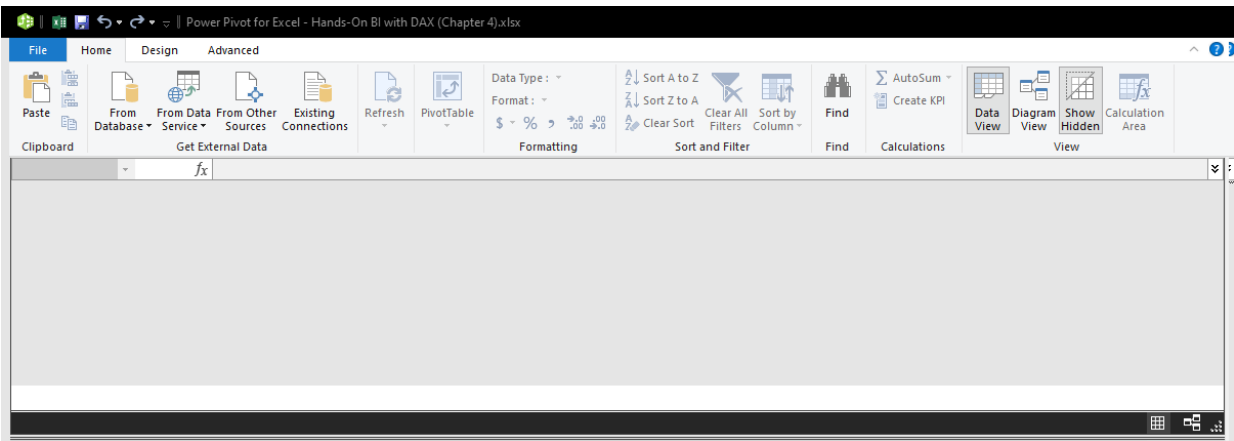 Power Pivot for Excel - Hands-On BI with DAX (Chapter 4).xlsx
File Home Design Advanced
Paste
From Database
From Data Service
From Other Sources
Existing Connections
Refresh
PivotTable
Data Type :
Format :
$ % , .00 .00
Sort A to Z
Sort Z to A
Clear Sort
Clear All Filters
Sort by Column
Find
AutoSum
Create KPI
Data View
Diagram View
Show Hidden
Calculation Area
Clipboard Get External Data Formatting Sort and Filter Find Calculations View
fx